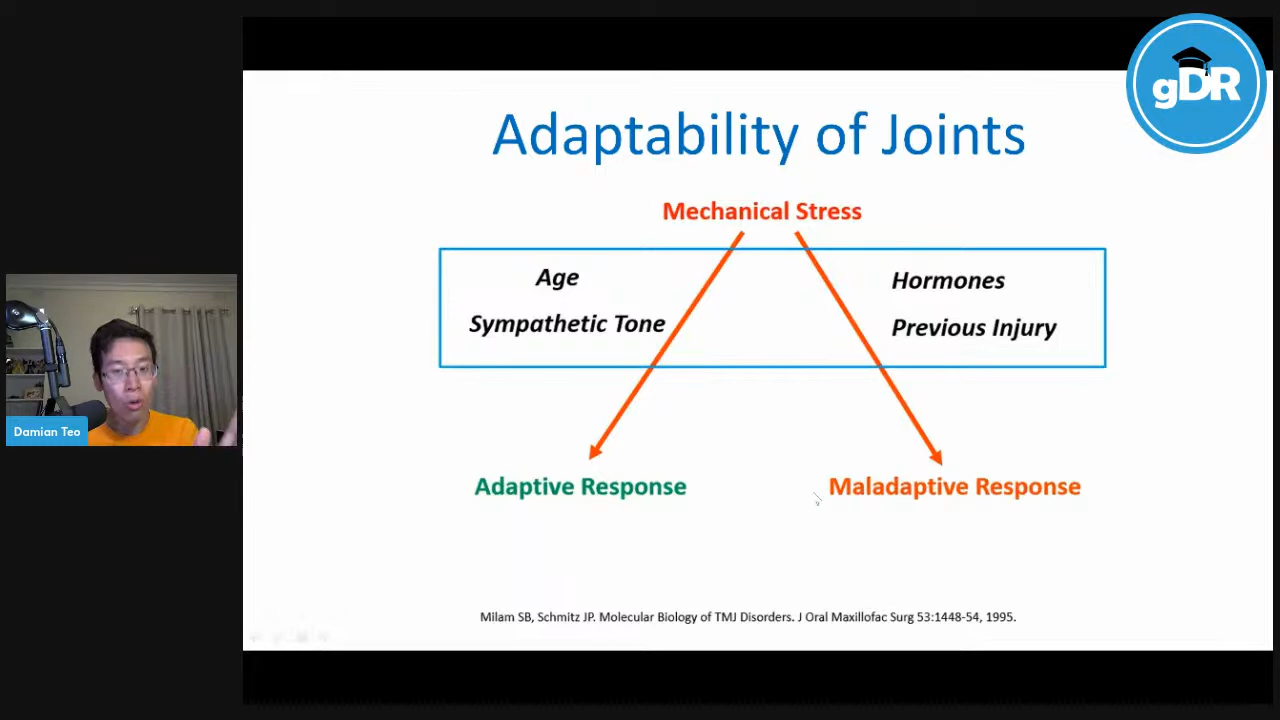 gDR
Adaptability of Joints
Mechanical Stress
Age
Hormones
Sympathetic Tone
Previous Injury
Damian Teo
Adaptive Response
Maladaptive Response
Milam SB, Schmitz JP. Molecular Biology of TMJ Disorders. J Oral Maxillofac Surg 53:1448-54, 1995.